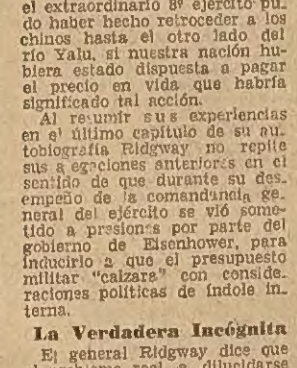 el extraordinario 8º ejército pu-
do haber hecho retroceder a los
chinos hasta el otro lado del
río Yalu, si nuestra nación hu-
biera estado dispuesta a pagar
el precio en vida que habría
significado tal acción.
Al resumir sus experiencias
en el último capítulo de su au-
tobiografía Ridgway no repite
sus a egaciones anteriores en el
sentido de que durante su des-
empeño de la comandancia ge-
neral del ejército se vió some-
tido a presiones por parte del
gobierno de Eisenhower, para
inducirlo a que el presupuesto
militar "calzara" con conside-
raciones políticas de índole in-
terna.
La Verdadera Incógnita
El general Ridgway dice que
real a dilucidarse